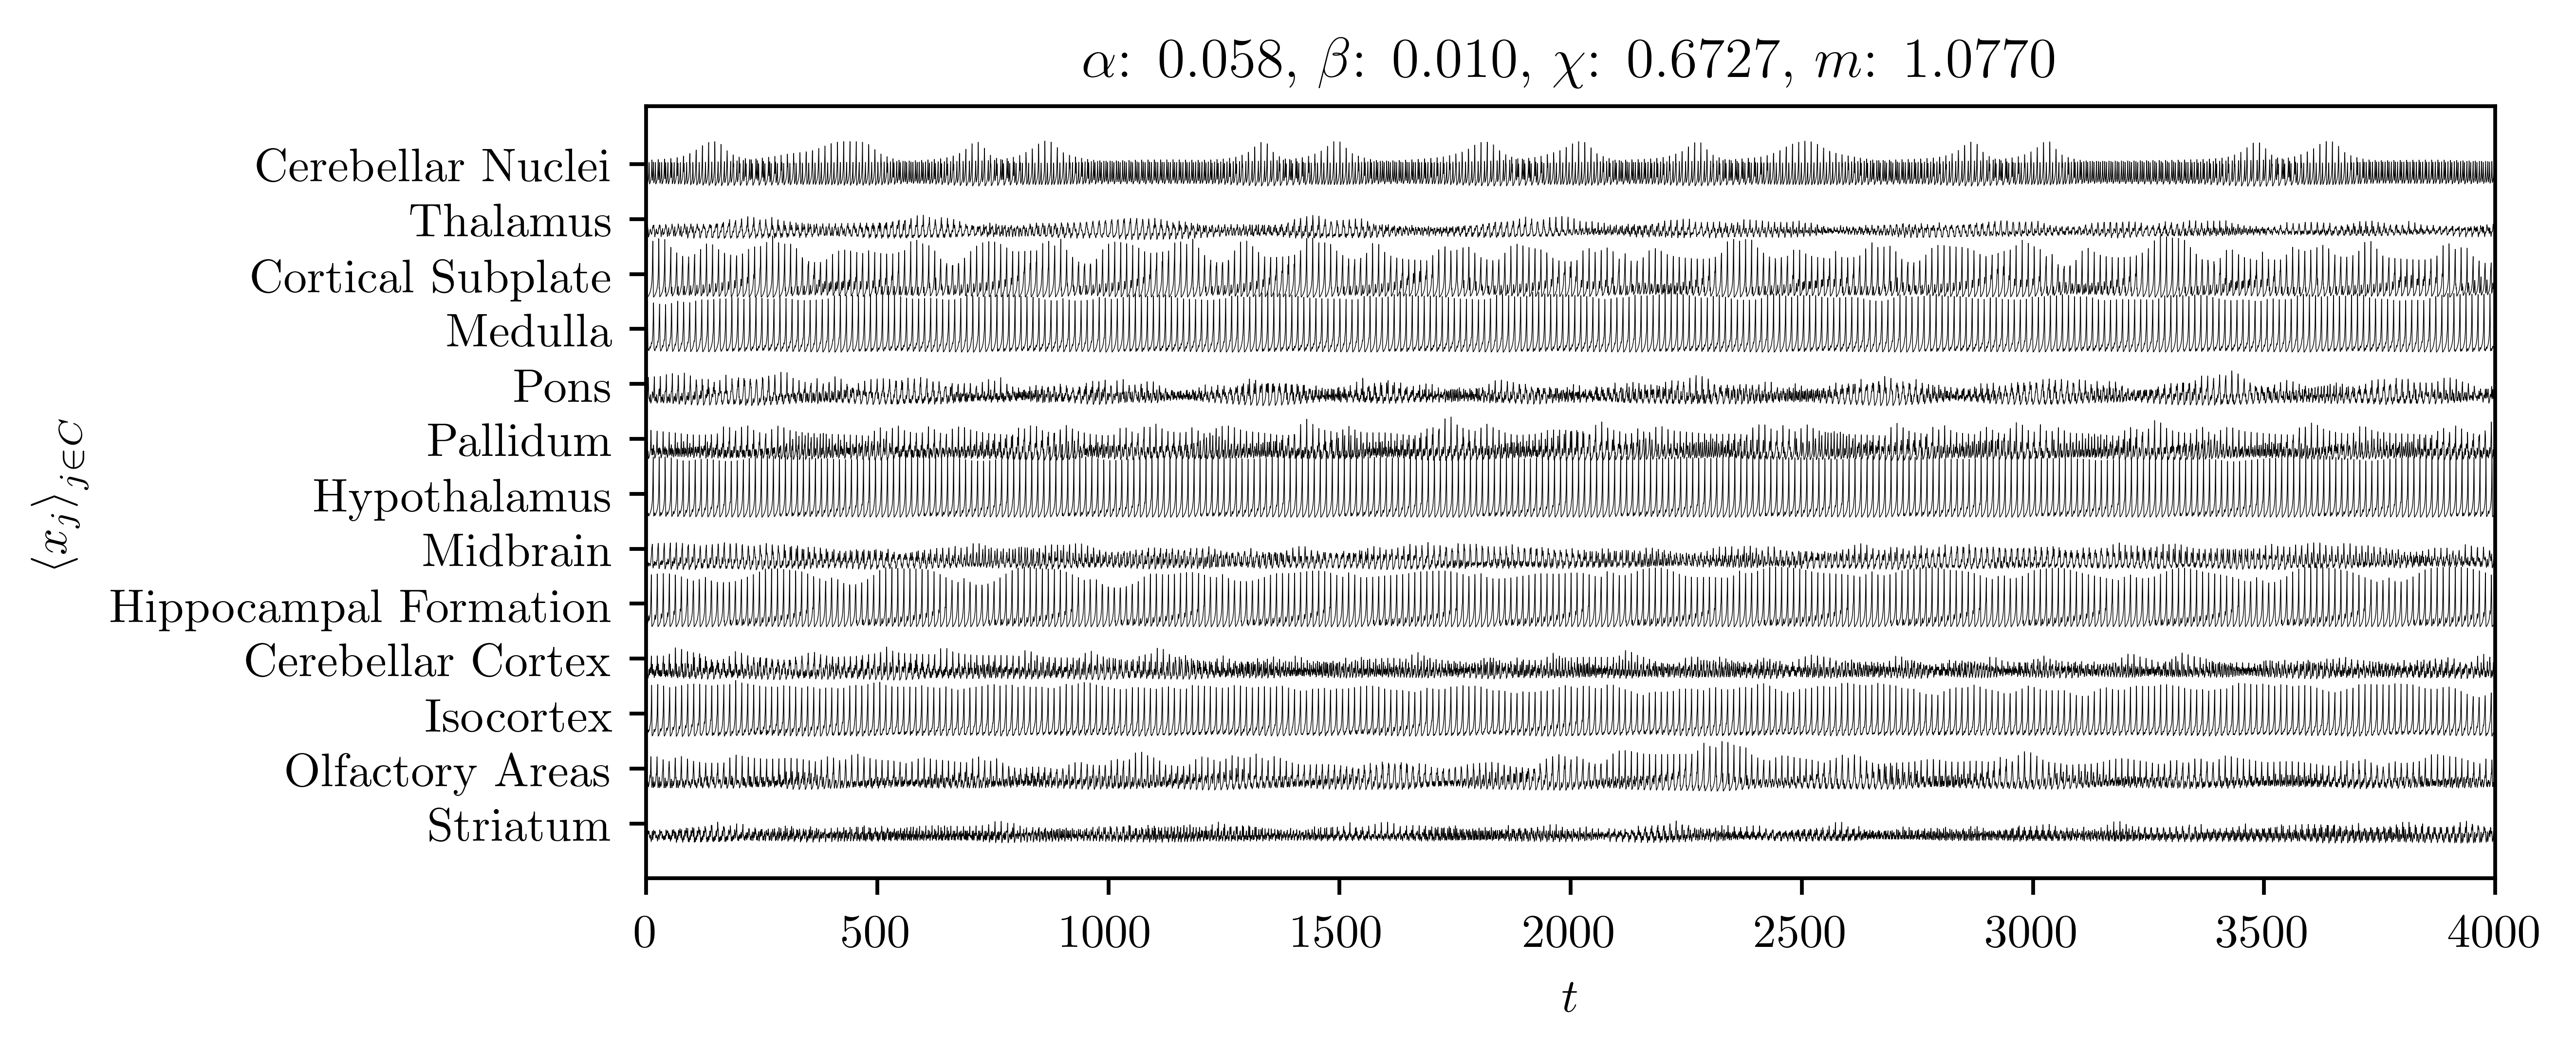 α: 0.058, β: 0.010, χ: 0.6727, m: 1.0770
Cerebellar Nuclei
Thalamus
Cortical Subplate
Medulla
Pons
Pallidum
Hypothalamus
Midbrain
Hippocampal Formation
Cerebellar Cortex
Isocortex
Olfactory Areas
Striatum
⟨x_j⟩_{j∈C}
0 500 1000 1500 2000 2500 3000 3500 4000
t